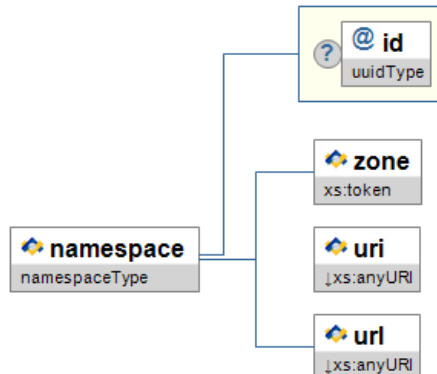 @ id
?
uuidType
zone
xs:token
namespace
namespaceType
uri
↓xs:anyURI
url
↓xs:anyURI